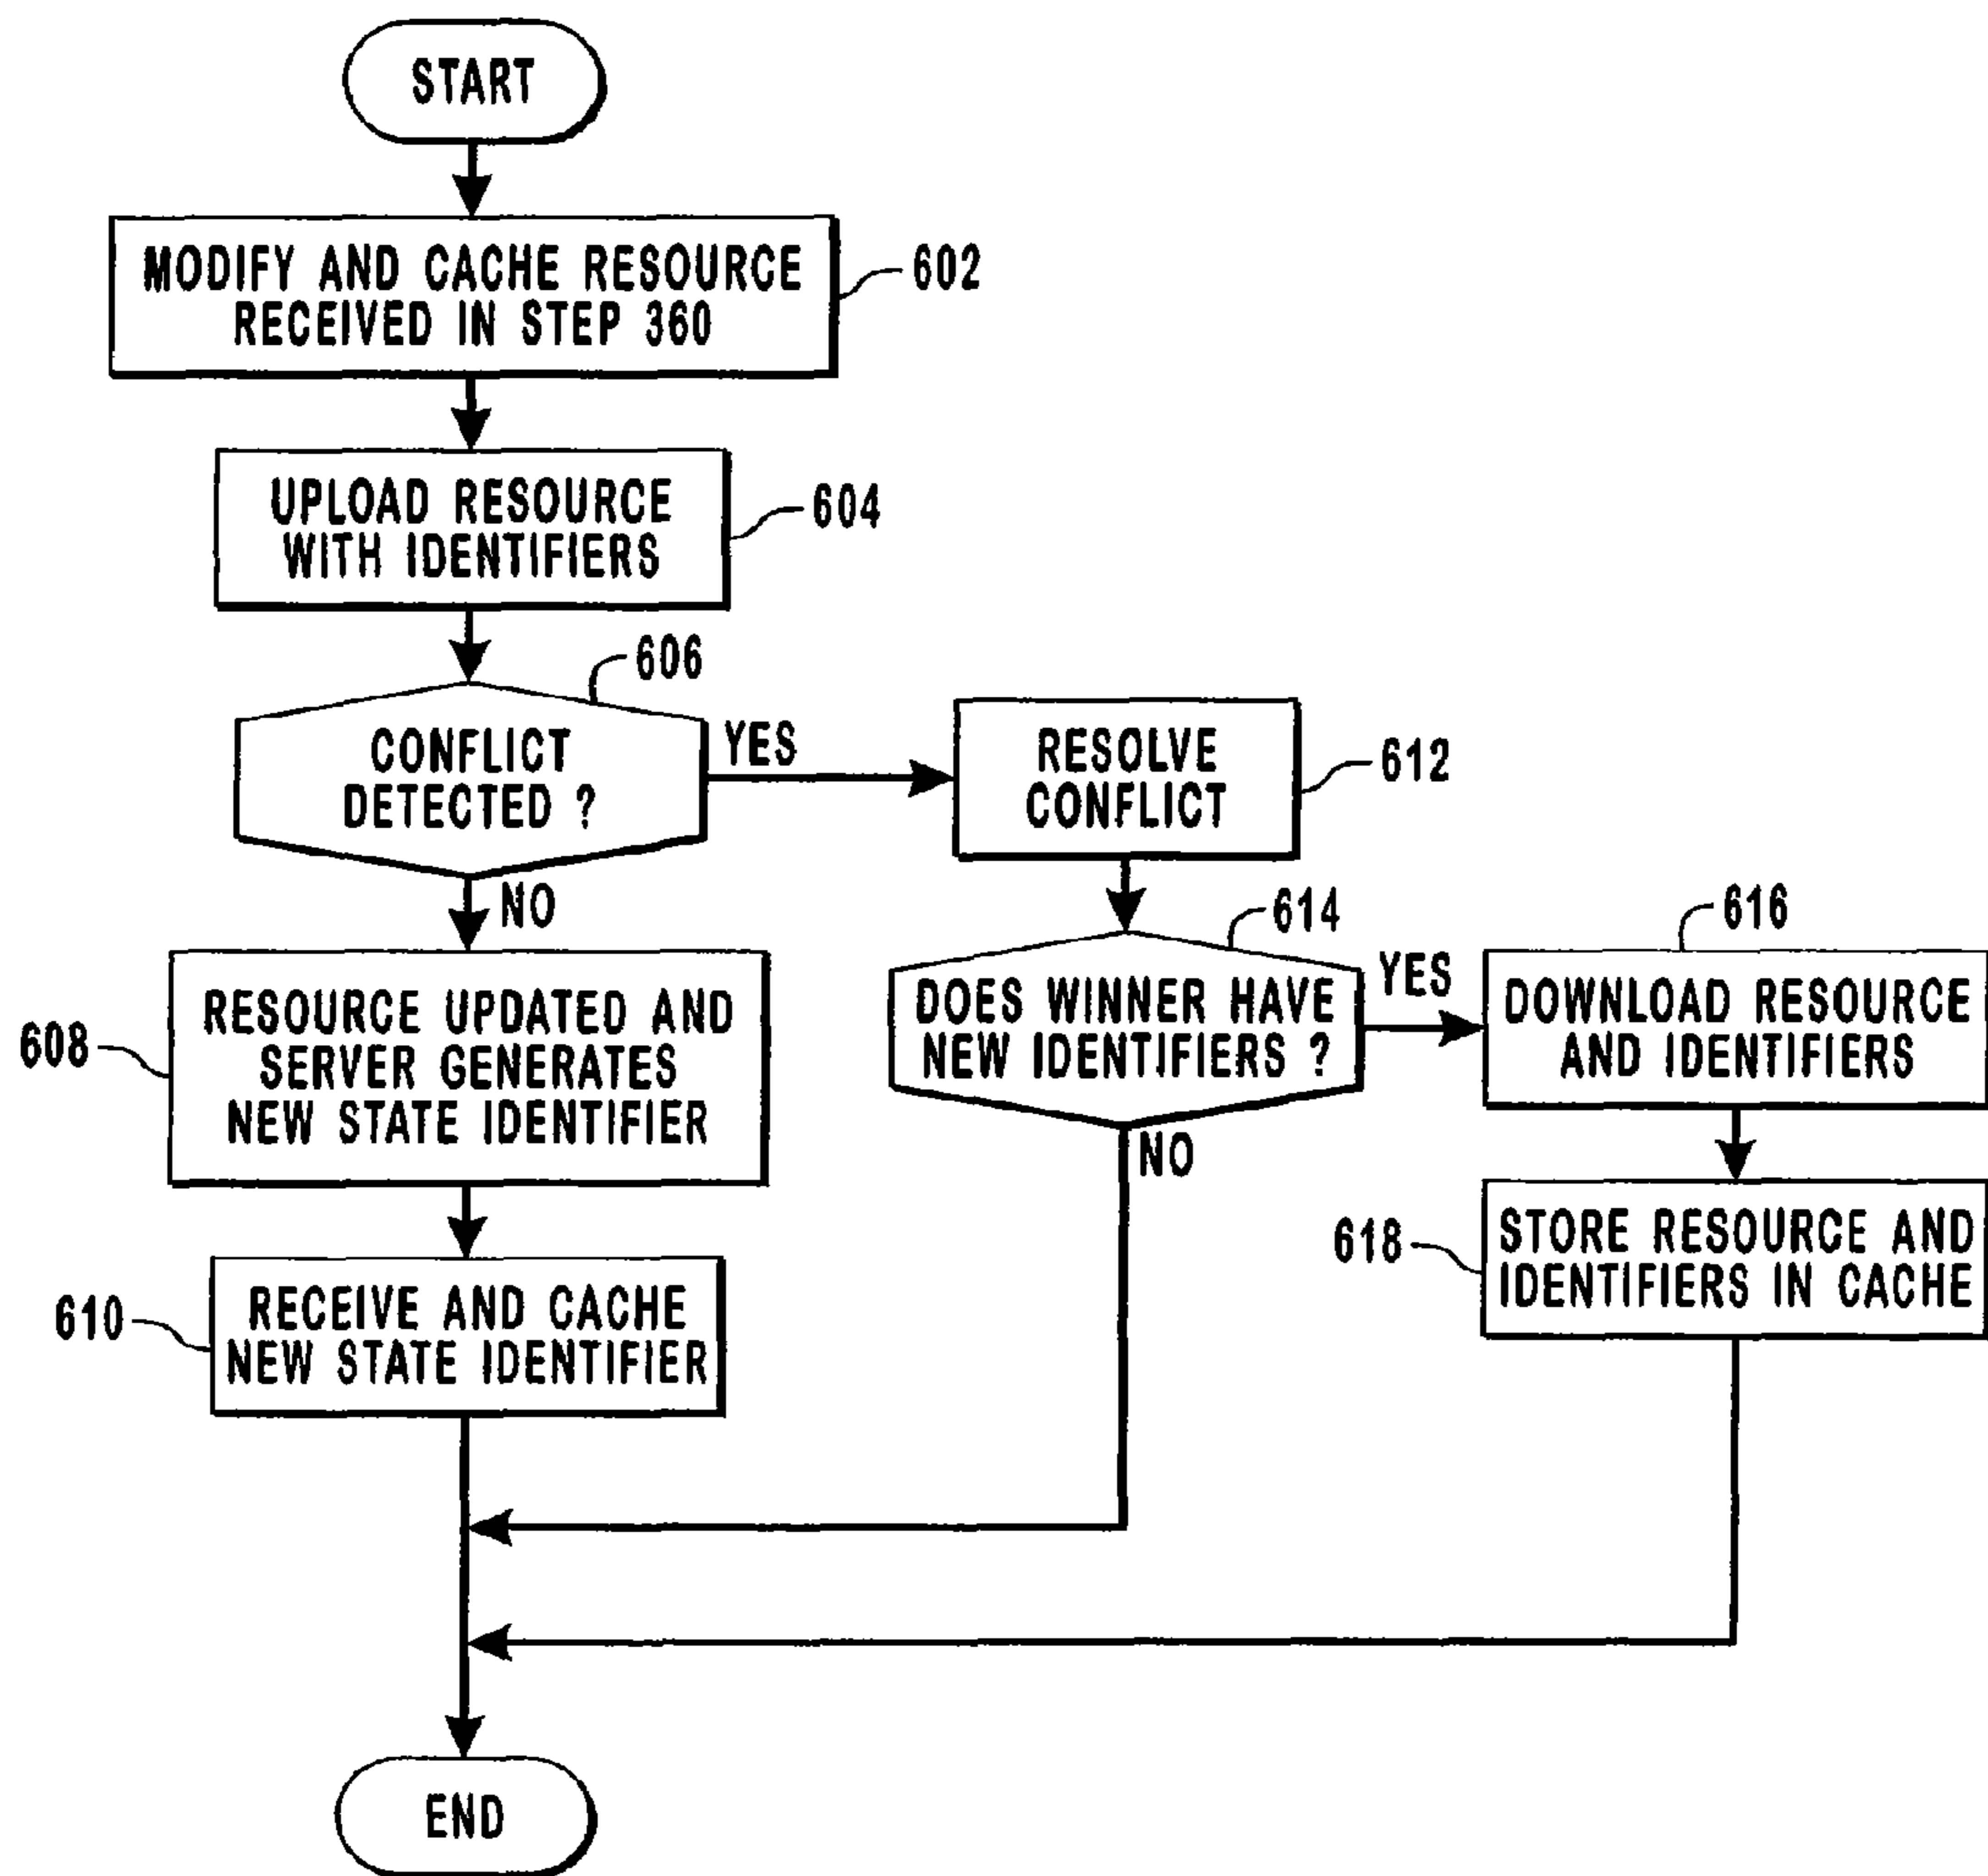 START
MODIFY AND CACHE RESOURCE
RECEIVED IN STEP 360
602
UPLOAD RESOURCE
WITH IDENTIFIERS
604
606
CONFLICT
DETECTED ?
YES
NO
RESOLVE
CONFLICT
612
614
DOES WINNER HAVE
NEW IDENTIFIERS ?
YES
NO
616
DOWNLOAD RESOURCE
AND IDENTIFIERS
608
RESOURCE UPDATED AND
SERVER GENERATES
NEW STATE IDENTIFIER
618
STORE RESOURCE AND
IDENTIFIERS IN CACHE
610
RECEIVE AND CACHE
NEW STATE IDENTIFIER
END